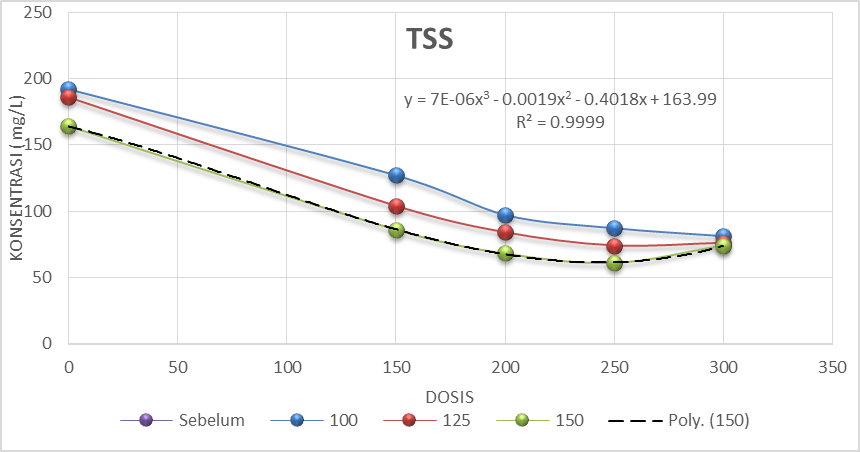 TSS
y = 7E-06x³ - 0.0019x² - 0.4018x + 163.99
R² = 0.9999
KONSENTRASI ( mg/L)
250
200
150
100
50
0
0 50 100 150 200 250 300 350
DOSIS
Sebelum 100 125 150 Poly. (150)